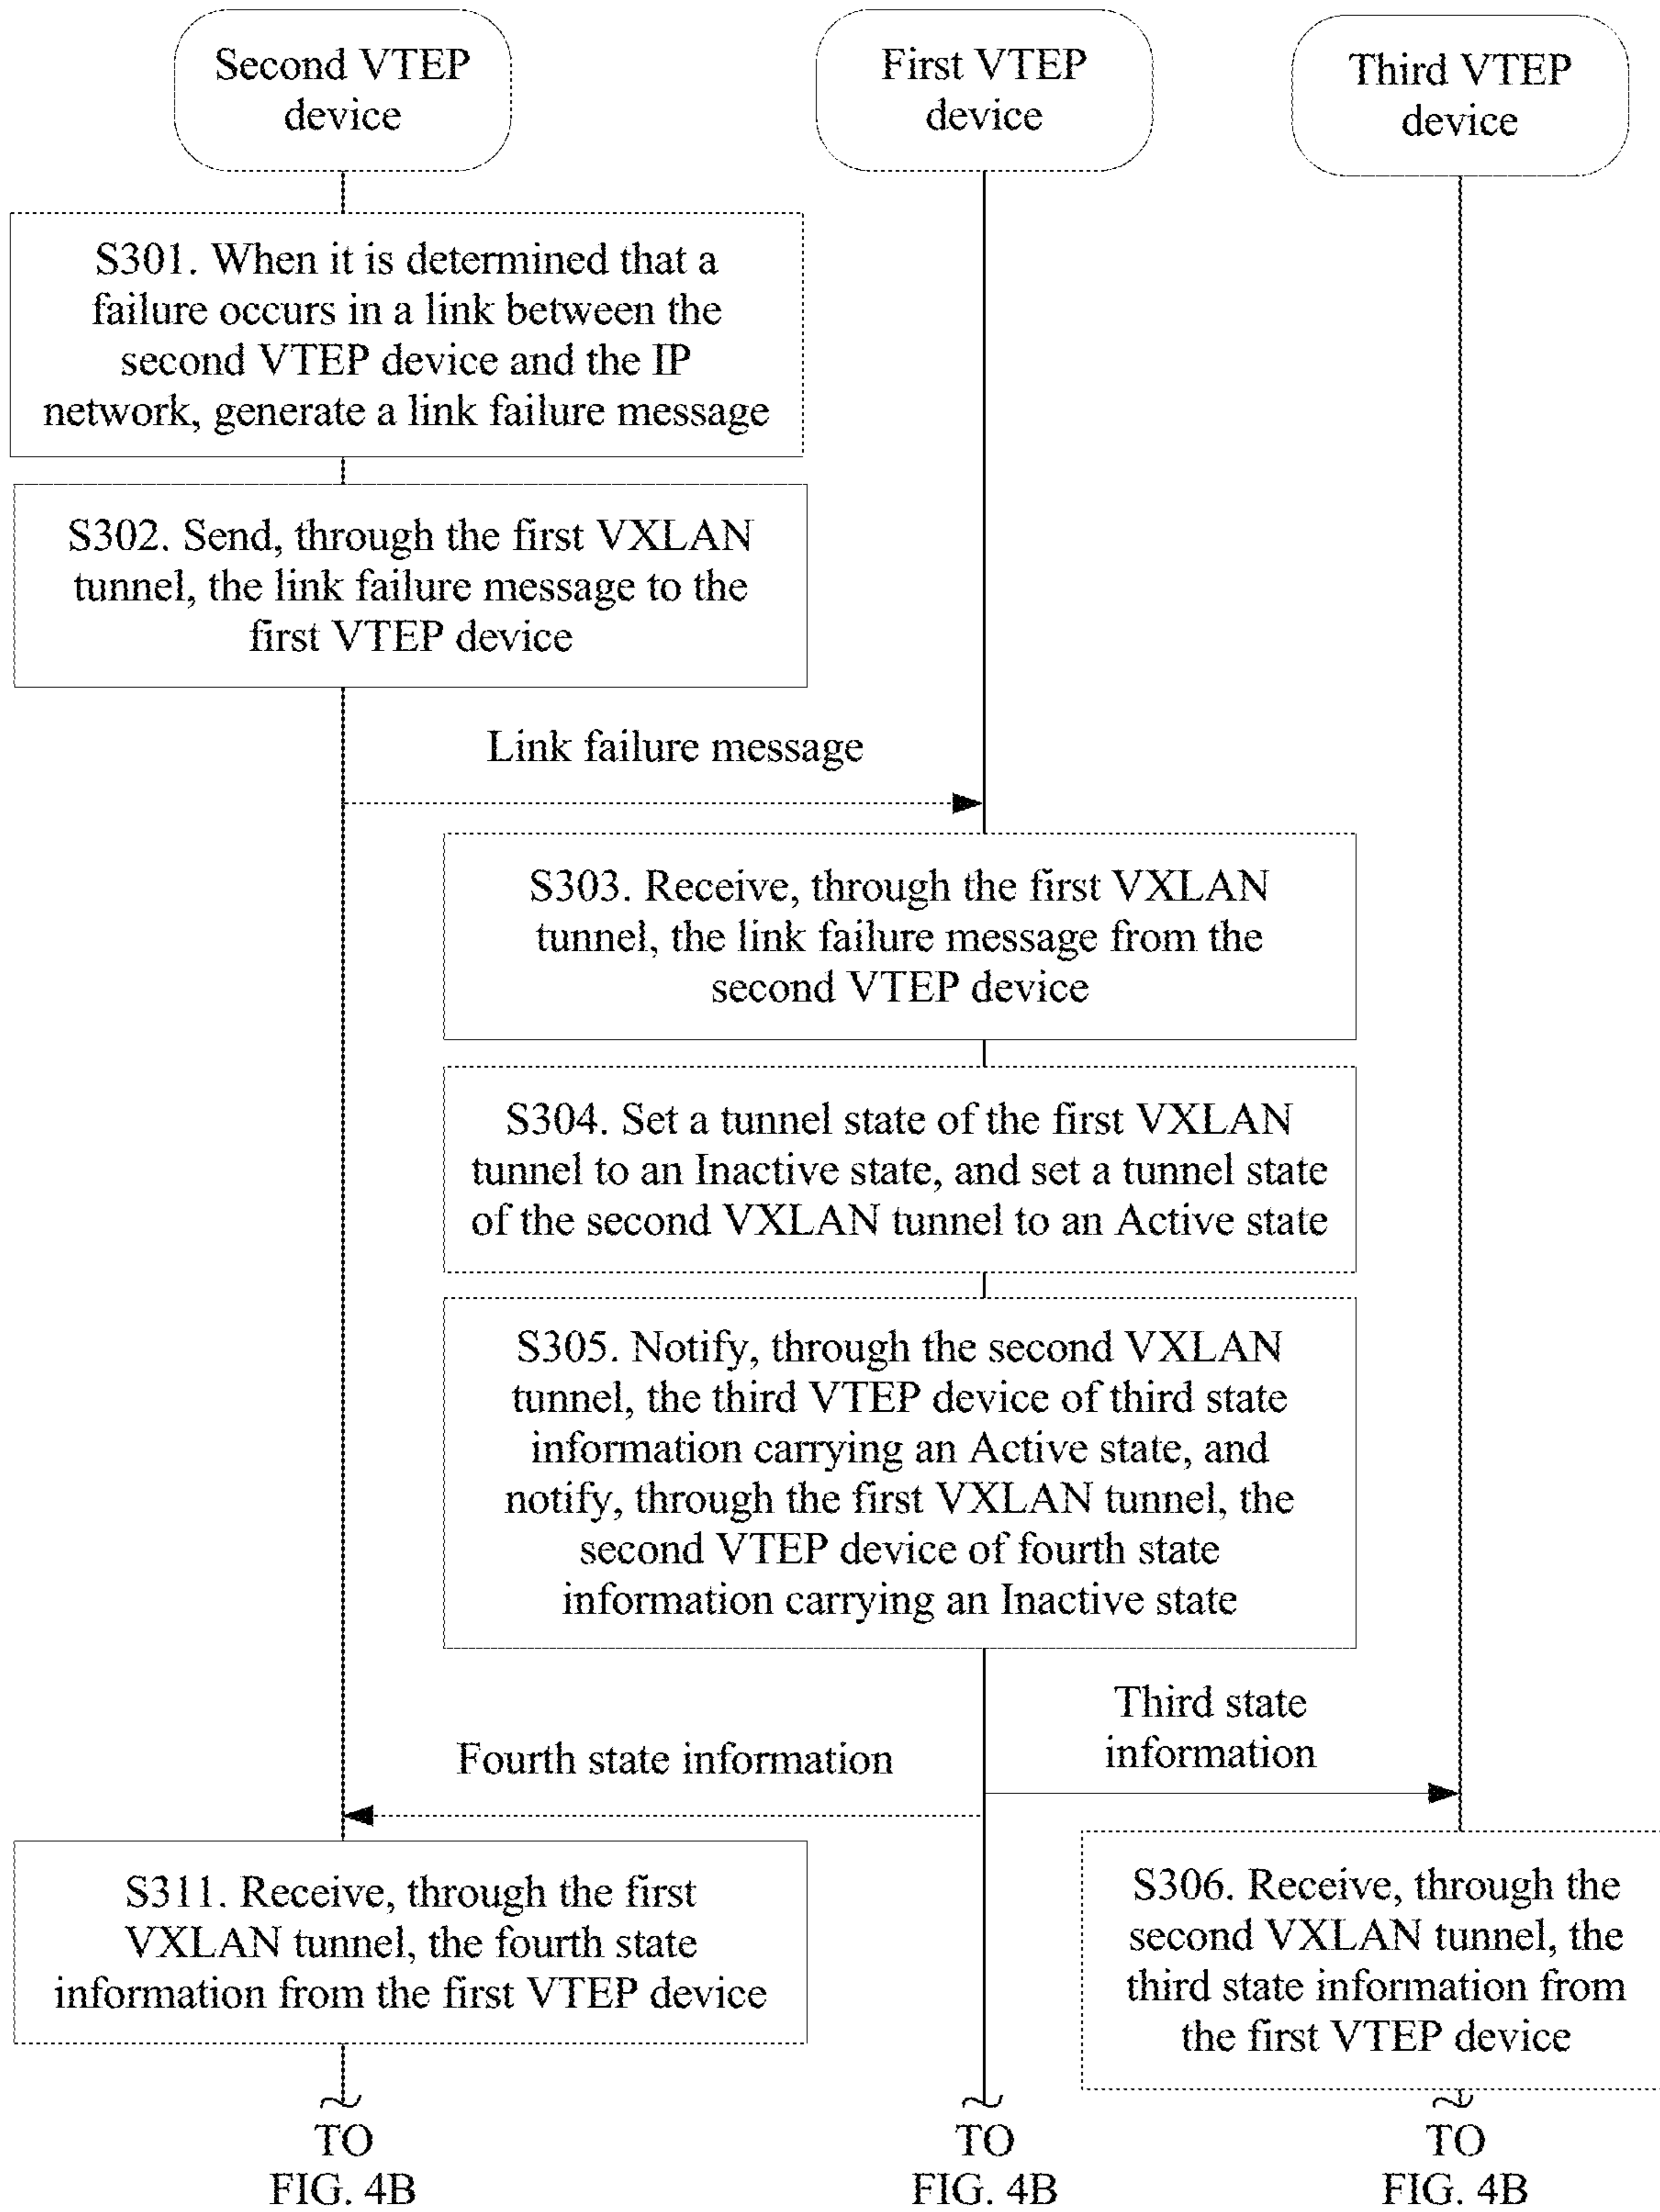 Second VTEP
device
First VTEP
device
Third VTEP
device
S301. When it is determined that a
failure occurs in a link between the
second VTEP device and the IP
network, generate a link failure message
S302. Send, through the first VXLAN
tunnel, the link failure message to the
first VTEP device
Link failure message
S303. Receive, through the first VXLAN
tunnel, the link failure message from the
second VTEP device
S304. Set a tunnel state of the first VXLAN
tunnel to an Inactive state, and set a tunnel state
of the second VXLAN tunnel to an Active state
S305. Notify, through the second VXLAN
tunnel, the third VTEP device of third state
information carrying an Active state, and
notify, through the first VXLAN tunnel, the
second VTEP device of fourth state
information carrying an Inactive state
Third state
information
Fourth state information
S311. Receive, through the first
VXLAN tunnel, the fourth state
information from the first VTEP device
S306. Receive, through the
second VXLAN tunnel, the
third state information from
the first VTEP device
TO
FIG. 4B
TO
FIG. 4B
TO
FIG. 4B